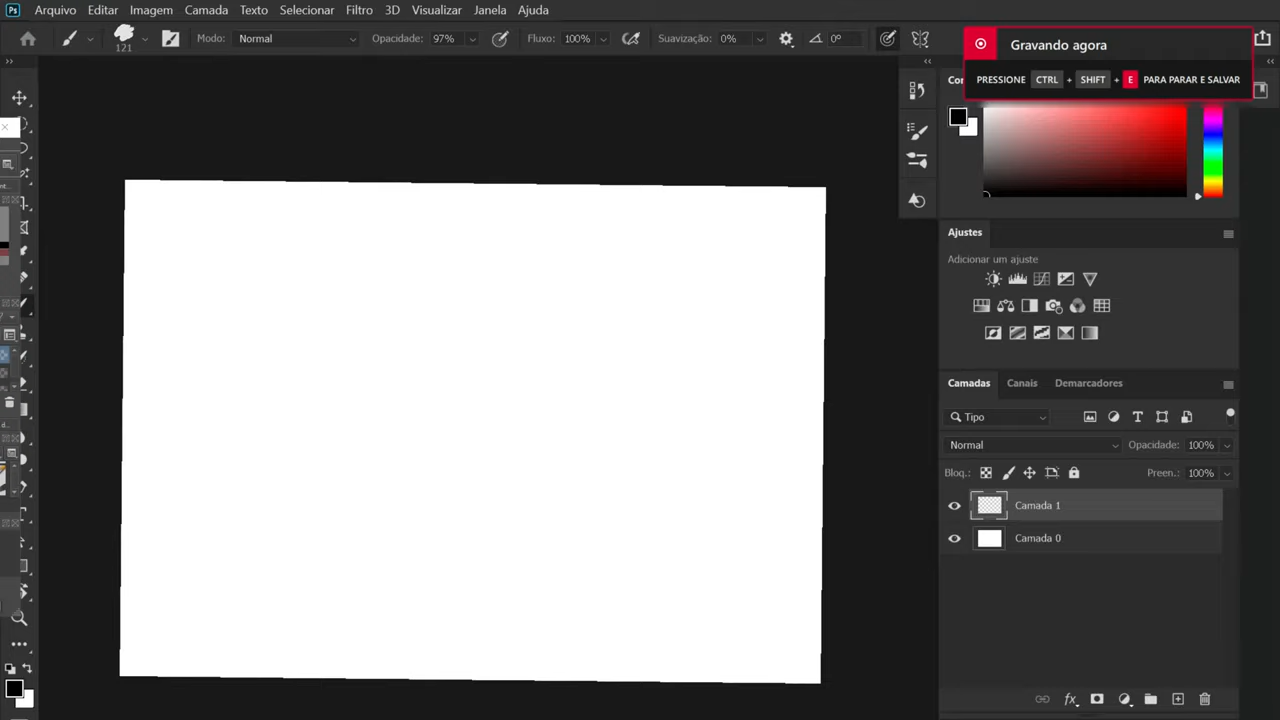 Ps Arquivo Editar Imagem Camada Texto Selecionar Filtro 3D Visualizar Janela Ajuda
121 Modo: Normal Opacidade: 97% Fluxo: 100% Suavização: 0% 0º
Gravando agora
PRESSIONE CTRL + SHIFT + E PARA PARAR E SALVAR
Ajustes
Adicionar um ajuste
Camadas Canais Demarcadores
Tipo
Normal Opacidade: 100%
Bloq.: Preen.: 100%
Camada 1
Camada 0
fx